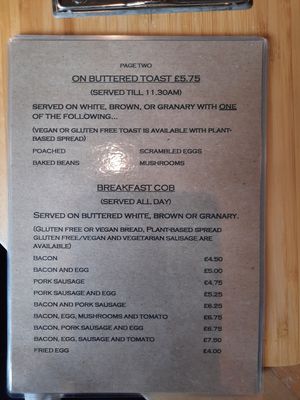 PAGE TWO
ON BUTTERED TOAST £5.75
(SERVED TILL 11.30AM)
SERVED ON WHITE, BROWN, OR GRANARY WITH ONE
OF THE FOLLOWING...
(VEGAN OR GLUTEN FREE TOAST IS AVAILABLE WITH PLANT-
BASED SPREAD)
POACHED SCRAMBLED EGGS
BAKED BEANS MUSHROOMS
BREAKFAST COB
(SERVED ALL DAY)
SERVED ON BUTTERED WHITE, BROWN OR GRANARY.
(GLUTEN FREE OR VEGAN BREAD, PLANT-BASED SPREAD
GLUTEN FREE/VEGAN AND VEGETARIAN SAUSAGE ARE
AVAILABLE)
BACON £4.50
BACON AND EGG £5.00
PORK SAUSAGE £4.75
PORK SAUSAGE AND EGG £5.25
BACON AND PORK SAUSAGE £6.25
BACON, EGG, MUSHROOMS AND TOMATO £6.75
BACON, PORK SAUSAGE AND EGG £6.75
BACON, EGG, SAUSAGE AND TOMATO £7.50
FRIED EGG £4.00